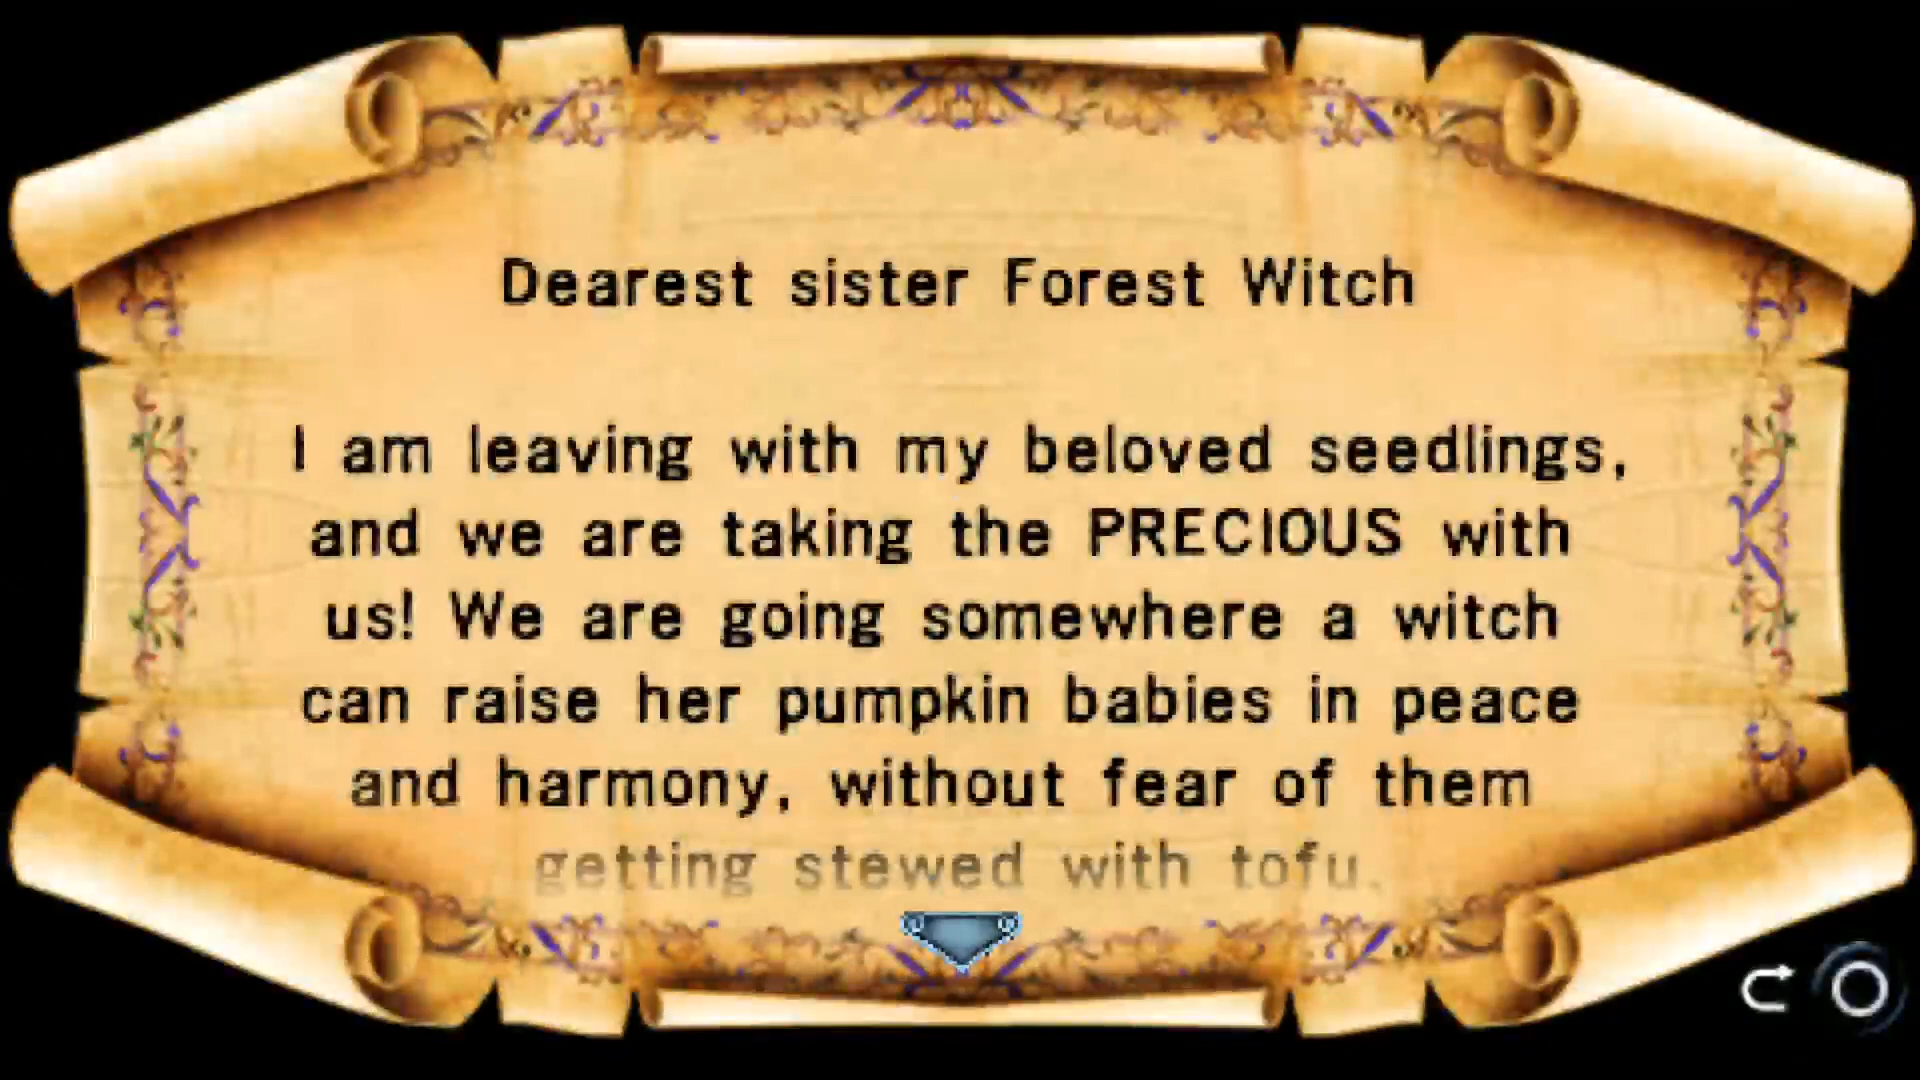 Dearest sister Forest Witch
I am leaving with my beloved seedlings,
and we are taking the PRECIOUS with
us! We are going somewhere a witch
can raise her pumpkin babies in peace
and harmony, without fear of them
getting stewed with tofu.